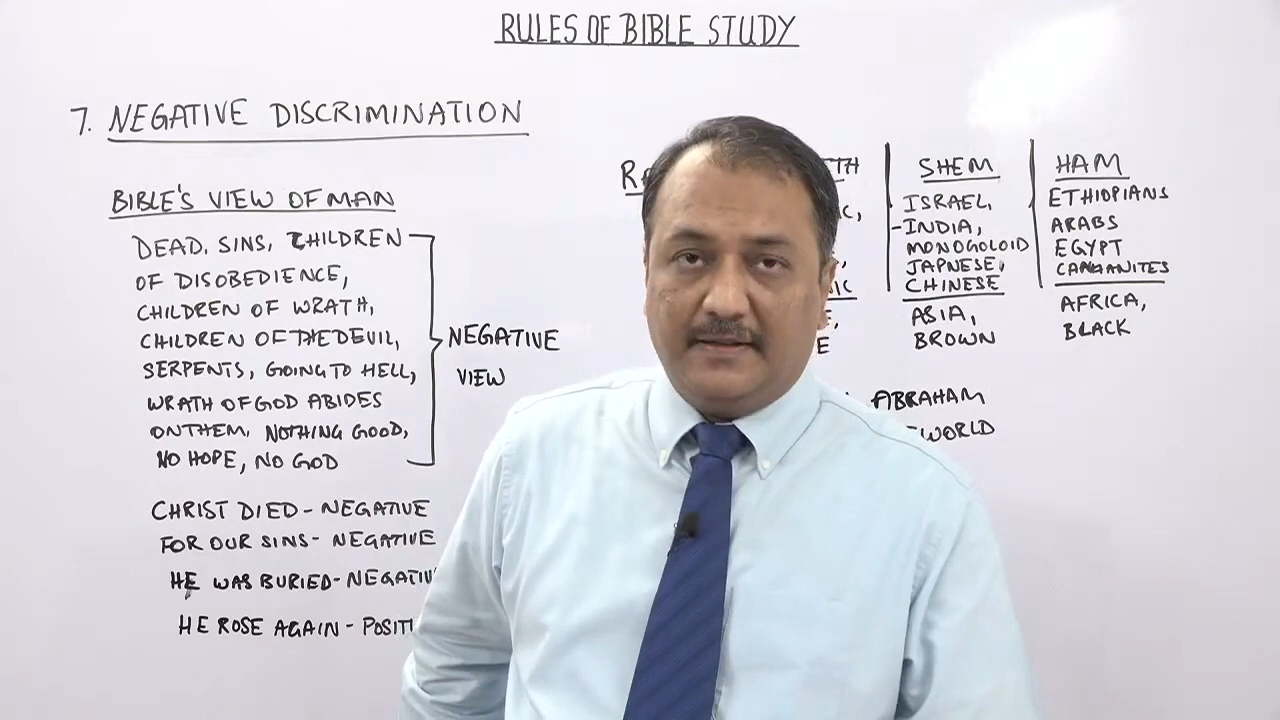 RULES OF BIBLE STUDY
7. NEGATIVE DISCRIMINATION
BIBLE'S VIEW OF MAN
DEAD, SINS, CHILDREN
OF DISOBEDIENCE,
CHILDREN OF WRATH,
CHILDREN OF THE DEVIL,
SERPENTS, GOING TO HELL,
WRATH OF GOD ABIDES
ON THEM, NOTHING GOOD,
NO HOPE, NO GOD
NEGATIVE
VIEW
CHRIST DIED - NEGATIVE
FOR OUR SINS - NEGATIVE
HE WAS BURIED - NEGATIV
HE ROSE AGAIN - POSITI
SHEM
ISRAEL,
- INDIA,
MONOGOLOID
JAPNESE,
CHINESE
ASIA,
BROWN
HAM
ETHIOPIANS
ARABS
EGYPT
CANAANITES
AFRICA,
BLACK
ABRAHAM
WORLD